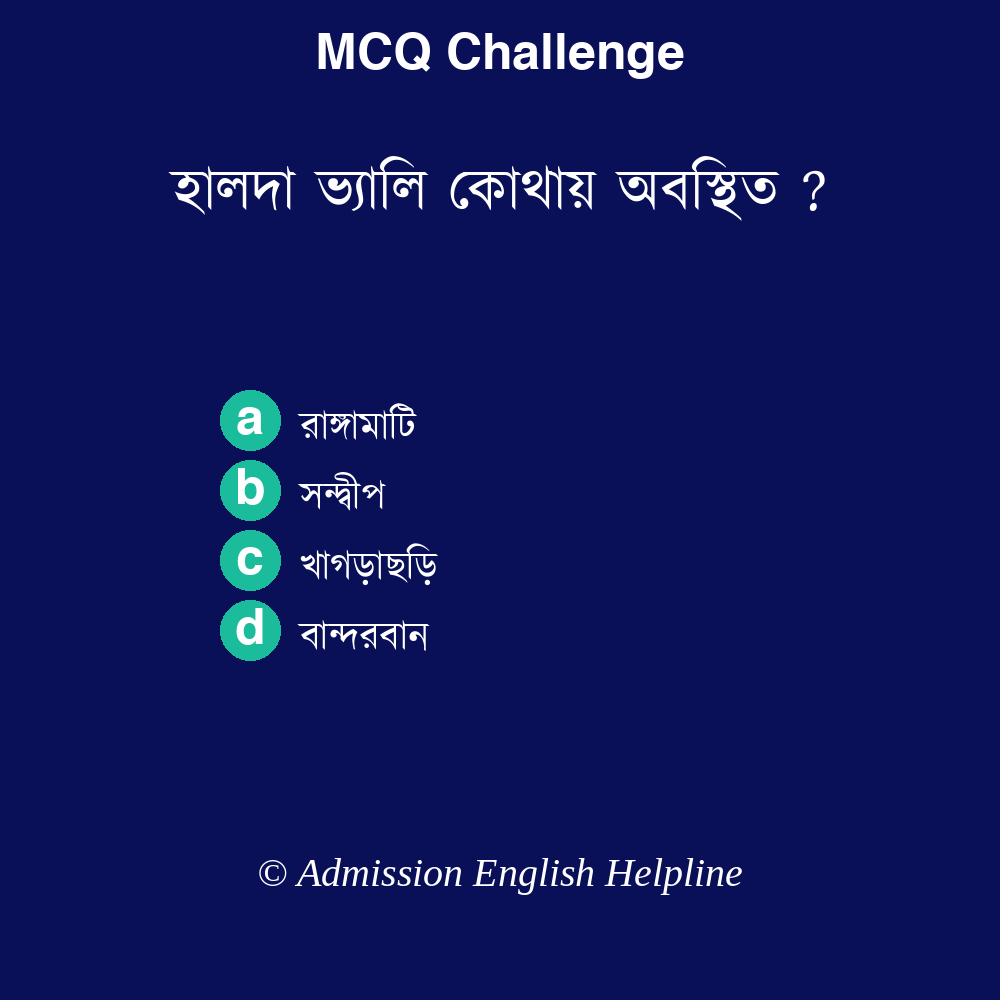 MCQ Challenge
হালদা ভ্যালি কোথায় অবস্থিত ?
a রাঙ্গামাটি
b সন্দ্বীপ
c খাগড়াছড়ি
d বান্দরবান
© Admission English Helpline